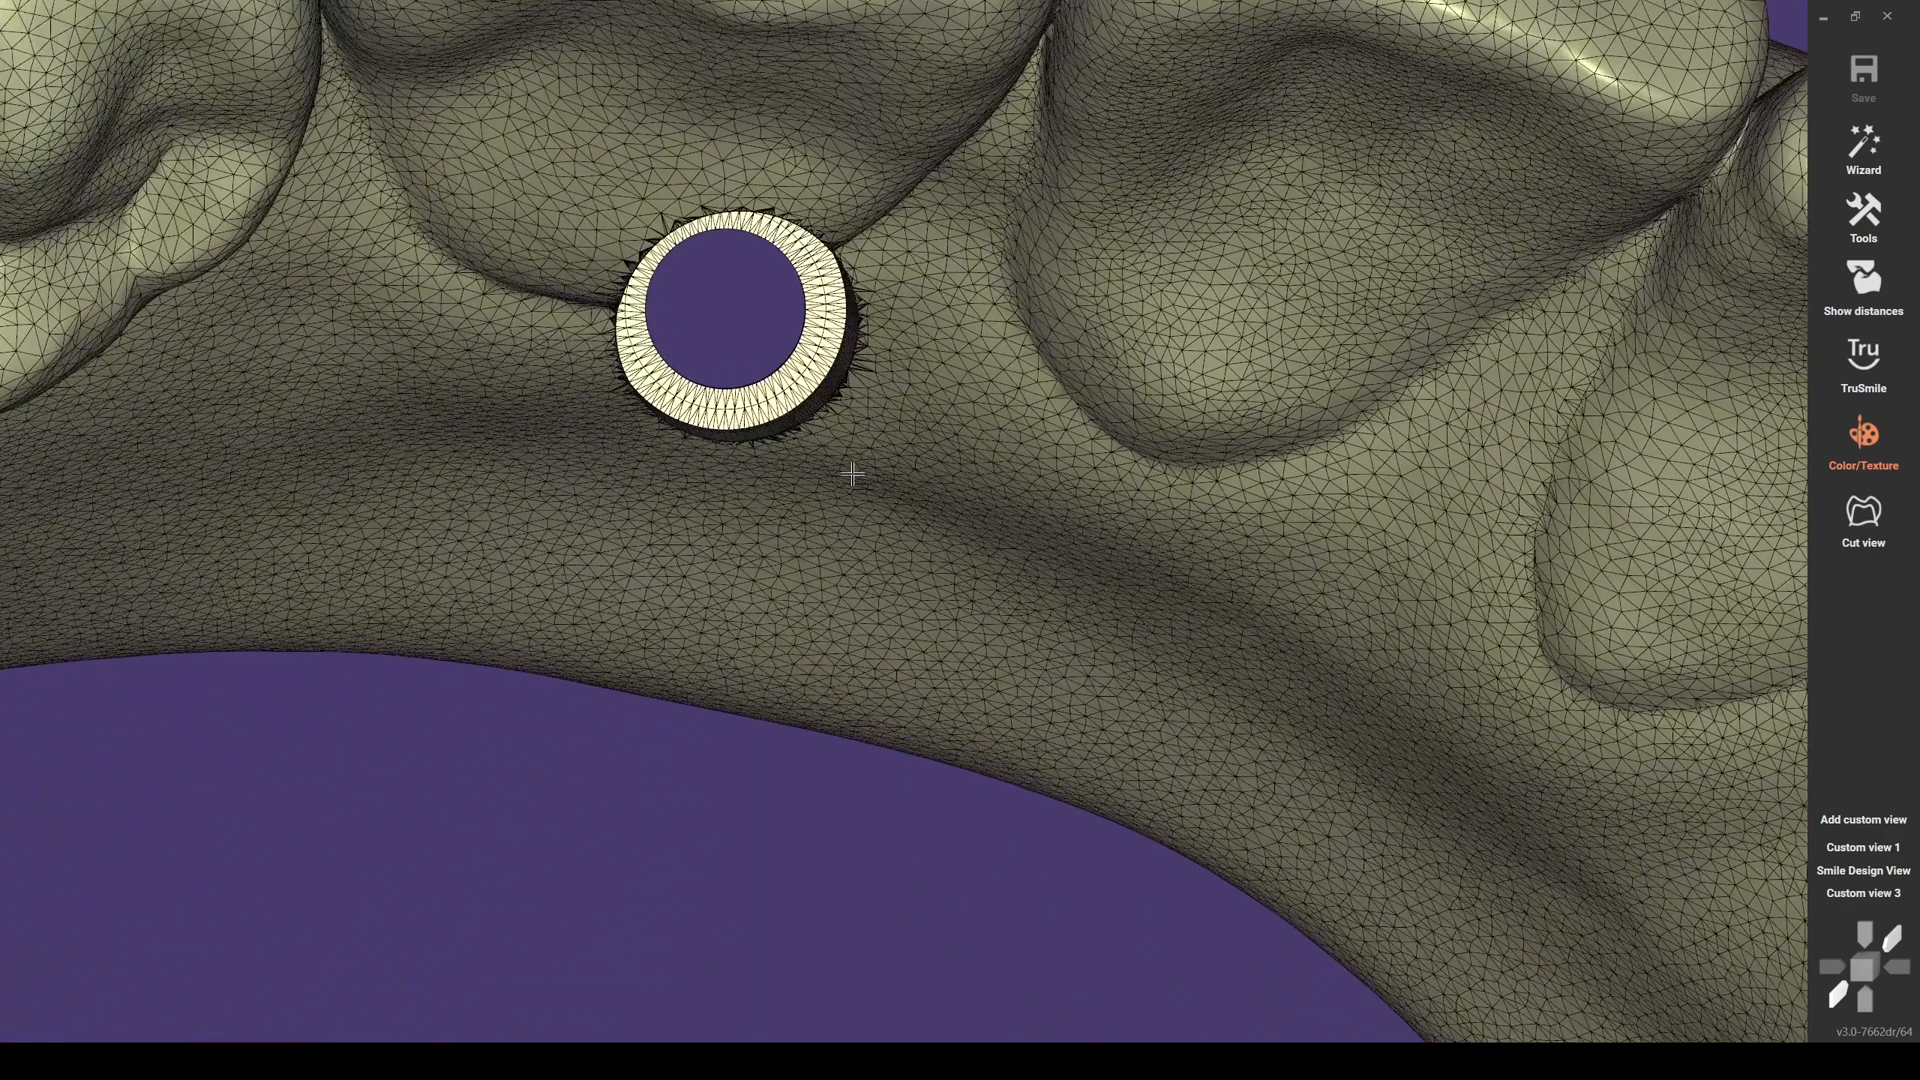 Save
Wizard
Tools
Show distances
Tru
TruSmile
Color/Texture
Cut view
Add custom view
Custom view 1
Smile Design View
Custom view 3
v3.0-7662dr/64